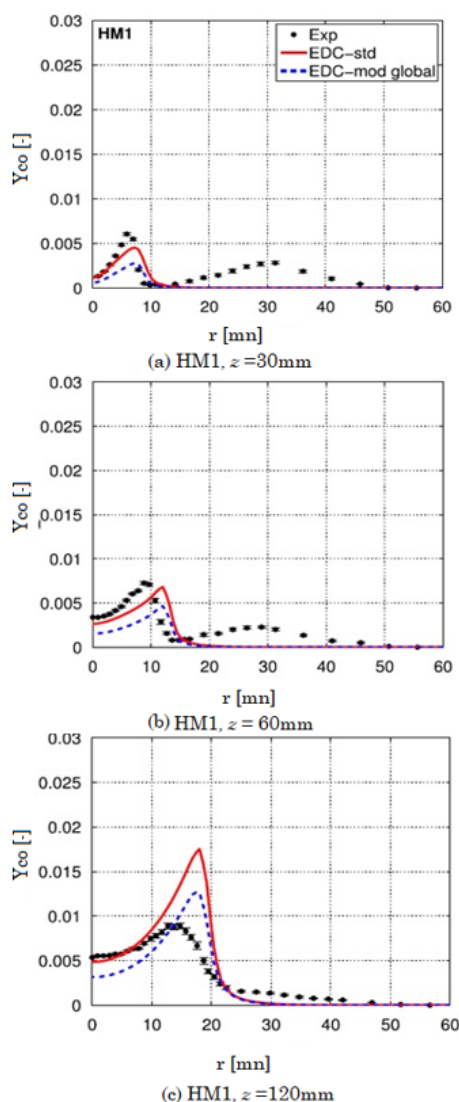 HM1
Exp
EDC-std
EDC-mod global
0.03
0.025
0.02
0.015
0.01
0.005
0
Yco [-]
0 10 20 30 40 50 60
r [mn]
(a) HM1, z =30mm
0.03
0.025
0.02
0.015
0.01
0.005
0
Yco [-]
0 10 20 30 40 50 60
r [mn]
(b) HM1, z = 60mm
0.03
0.025
0.02
0.015
0.01
0.005
0
Yco [-]
0 10 20 30 40 50 60
r [mn]
(c) HM1, z =120mm